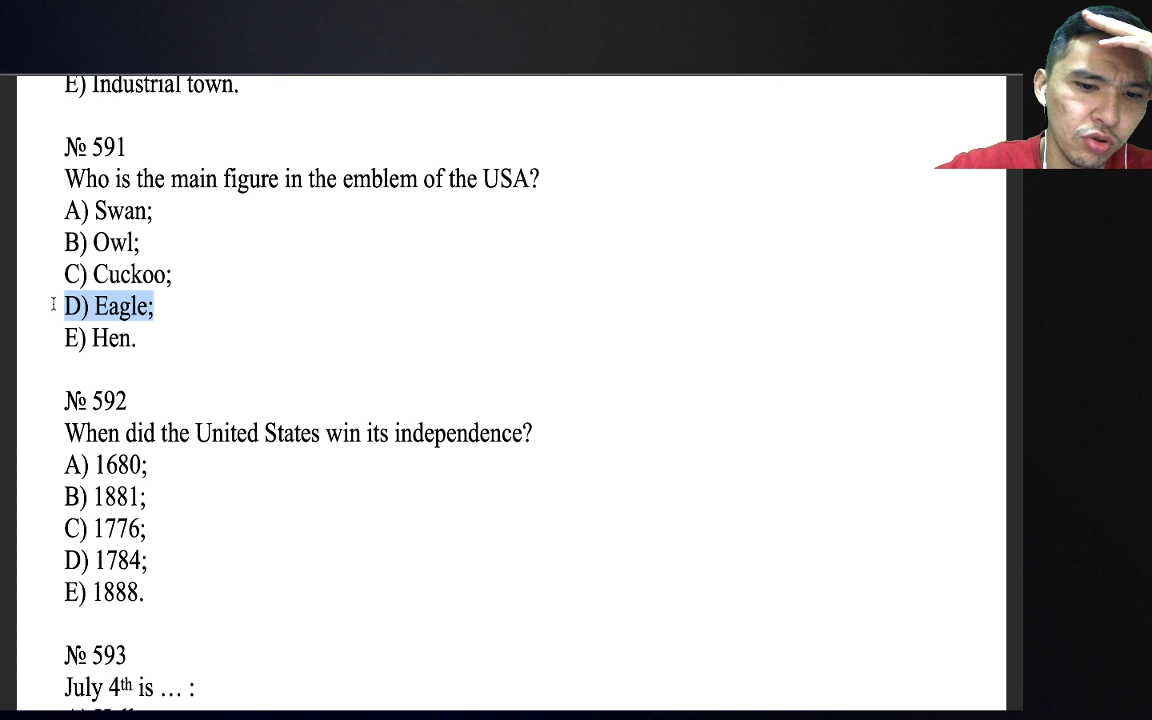 E) Industrial town.
№ 591
Who is the main figure in the emblem of the USA?
A) Swan;
B) Owl;
C) Cuckoo;
D) Eagle;
E) Hen.
№ 592
When did the United States win its independence?
A) 1680;
B) 1881;
C) 1776;
D) 1784;
E) 1888.
№ 593
July 4th is … :